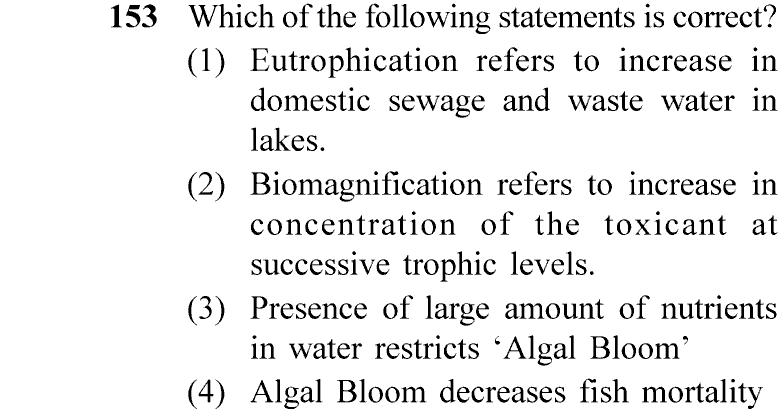 153 Which of the following statements is correct?
(1) Eutrophication refers to increase in
domestic sewage and waste water in
lakes.
(2) Biomagnification refers to increase in
concentration of the toxicant at
successive trophic levels.
(3) Presence of large amount of nutrients
in water restricts ‘Algal Bloom’
(4) Algal Bloom decreases fish mortality